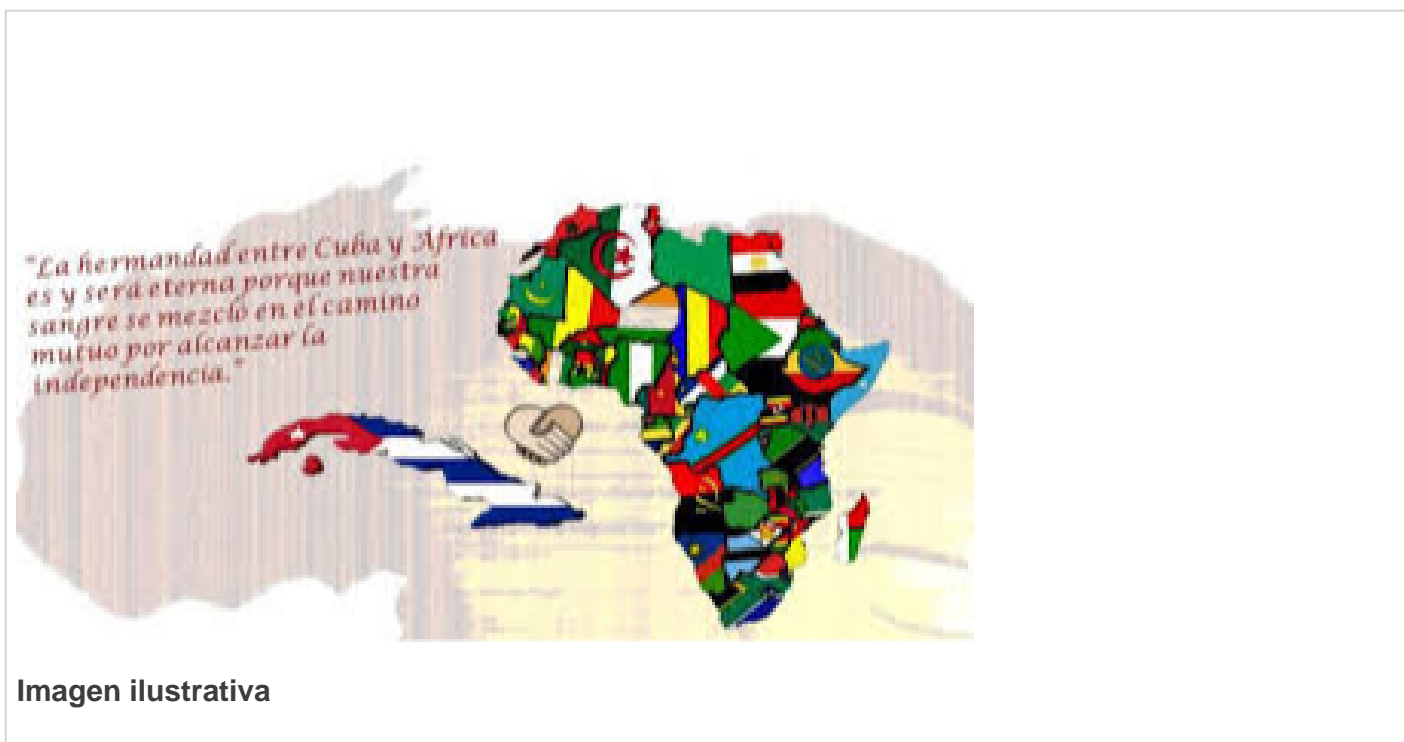 "La hermandad entre Cuba y África
es y será eterna porque nuestra
sangre se mezcló en el camino
mutuo por alcanzar la
independencia."
Imagen ilustrativa